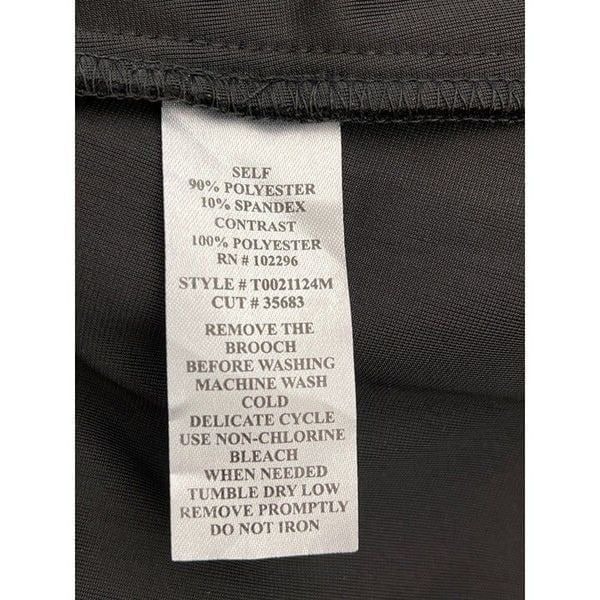 SELF
90% POLYESTER
10% SPANDEX
CONTRAST
100% POLYESTER
RN # 102296
STYLE # T0021124M
CUT # 35683
REMOVE THE
BROOCH
BEFORE WASHING
MACHINE WASH
COLD
DELICATE CYCLE
USE NON-CHLORINE
BLEACH
WHEN NEEDED
TUMBLE DRY LOW
REMOVE PROMPTLY
DO NOT IRON